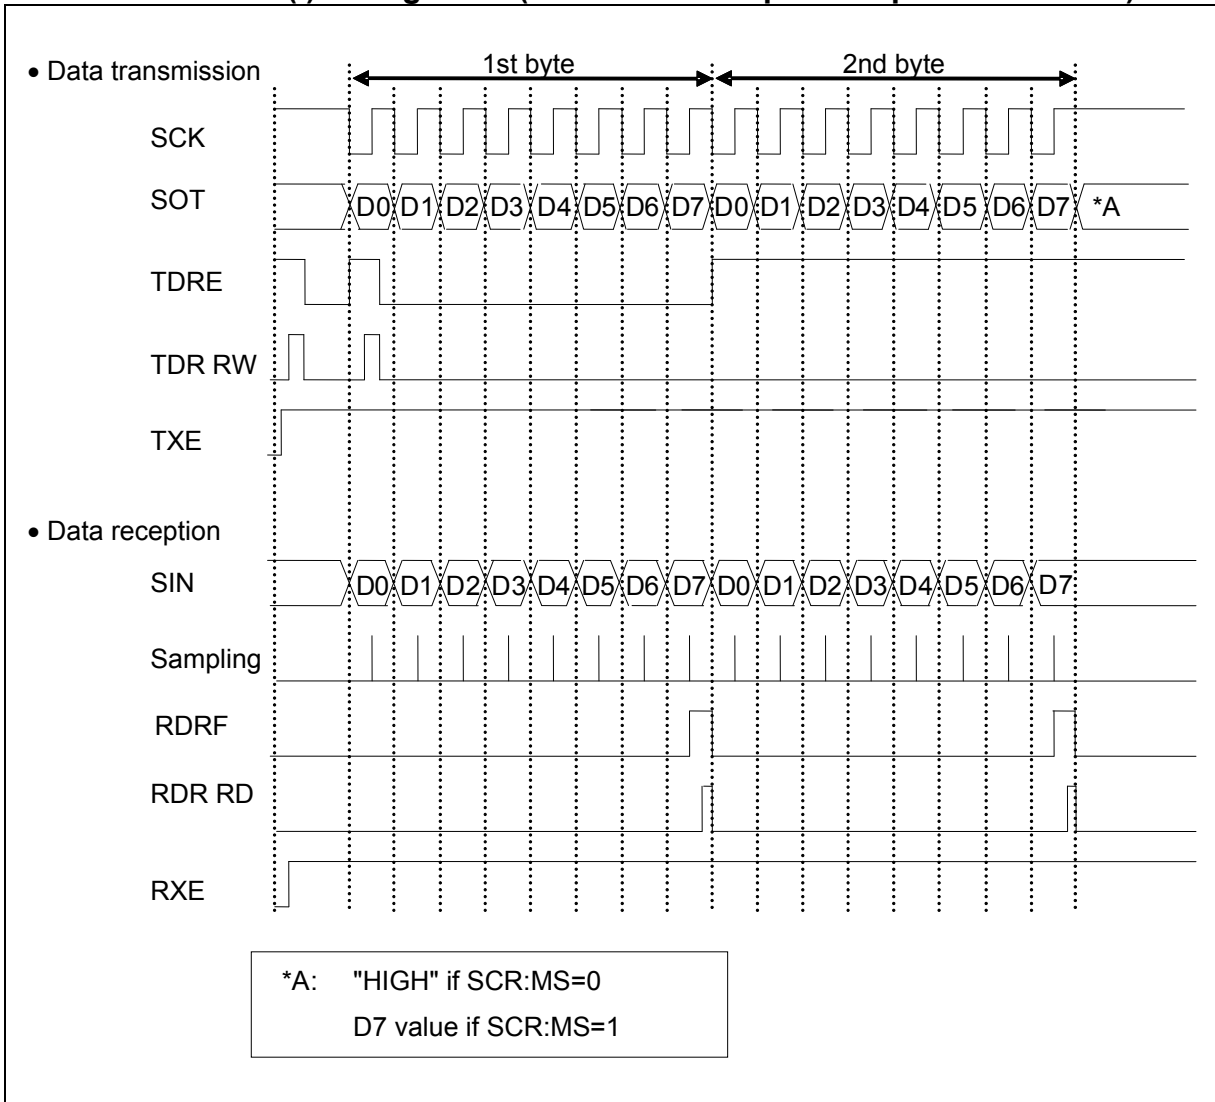 • Data transmission
1st byte 2nd byte
SCK
SOT D0 D1 D2 D3 D4 D5 D6 D7 D0 D1 D2 D3 D4 D5 D6 D7 *A
TDRE
TDR RW
TXE
• Data reception
SIN D0 D1 D2 D3 D4 D5 D6 D7 D0 D1 D2 D3 D4 D5 D6 D7
Sampling
RDRF
RDR RD
RXE
*A: "HIGH" if SCR:MS=0
D7 value if SCR:MS=1